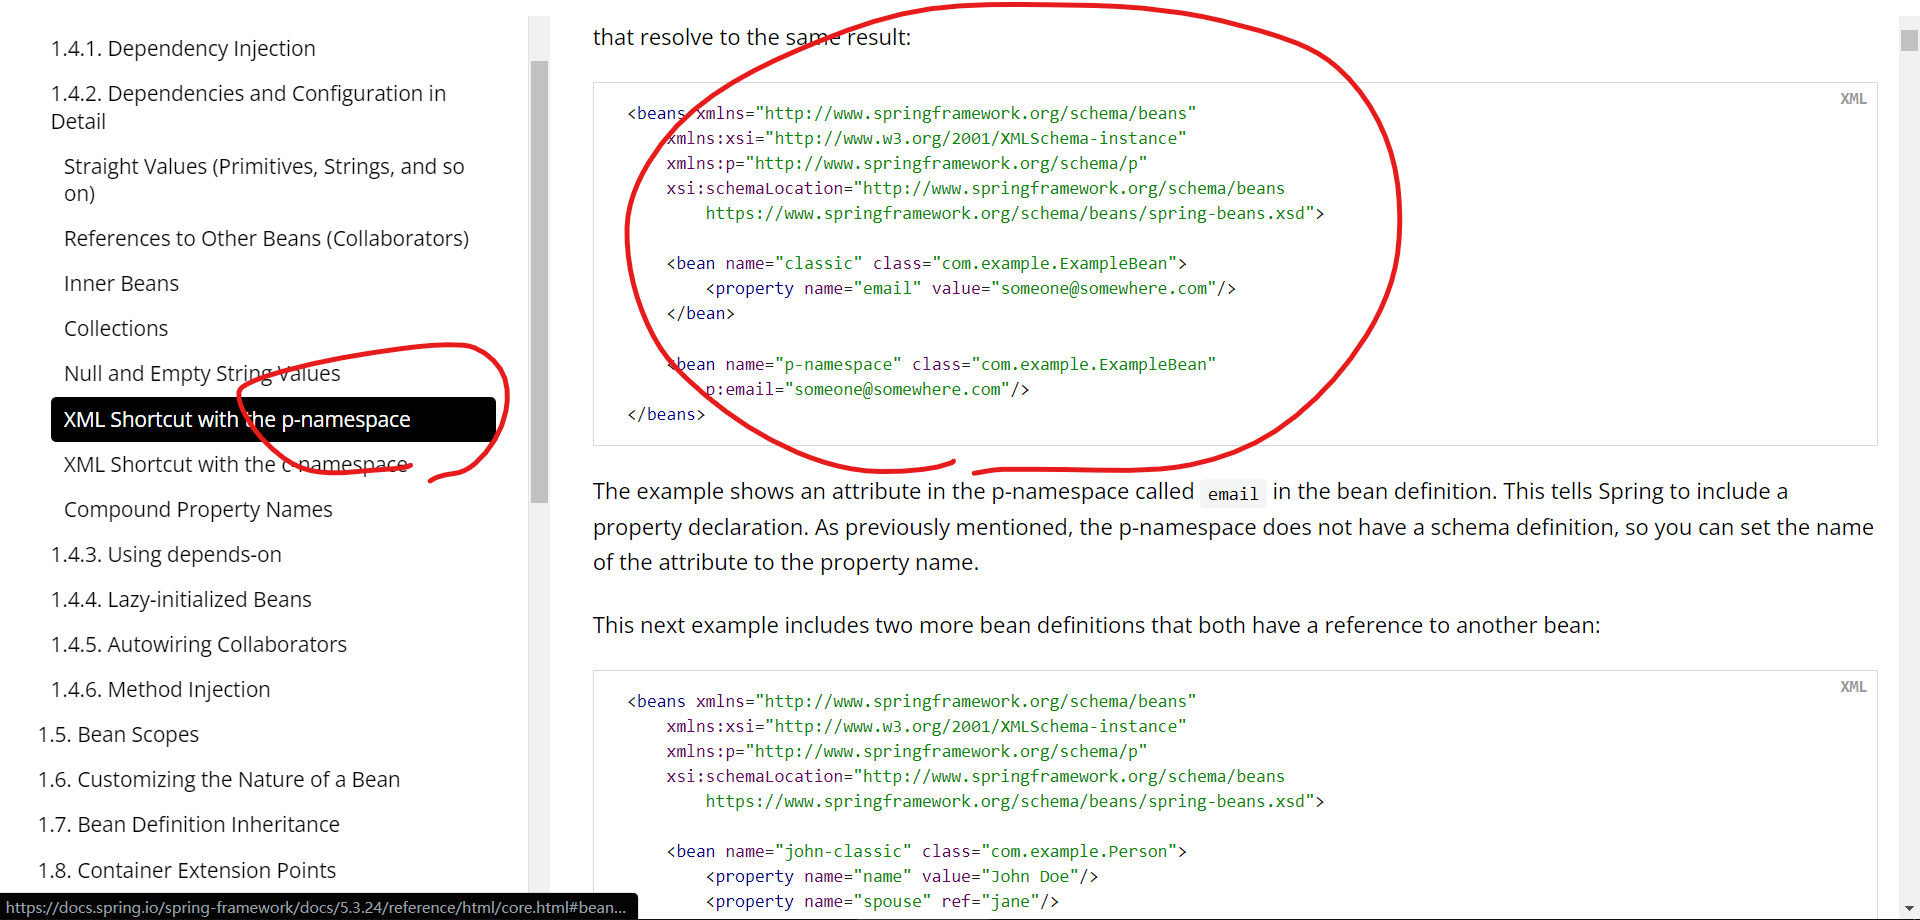 1.4.1. Dependency Injection
1.4.2. Dependencies and Configuration in
Detail
Straight Values (Primitives, Strings, and so
on)
References to Other Beans (Collaborators)
Inner Beans
Collections
Null and Empty String Values
XML Shortcut with the p-namespace
XML Shortcut with the c-namespace
Compound Property Names
1.4.3. Using depends-on
1.4.4. Lazy-initialized Beans
1.4.5. Autowiring Collaborators
1.4.6. Method Injection
1.5. Bean Scopes
1.6. Customizing the Nature of a Bean
1.7. Bean Definition Inheritance
1.8. Container Extension Points
https://docs.spring.io/spring-framework/docs/5.3.24/reference/html/core.html#bean...
that resolve to the same result:
XML
<beans xmlns="http://www.springframework.org/schema/beans"
    xmlns:xsi="http://www.w3.org/2001/XMLSchema-instance"
    xmlns:p="http://www.springframework.org/schema/p"
    xsi:schemaLocation="http://www.springframework.org/schema/beans
        https://www.springframework.org/schema/beans/spring-beans.xsd">
    <bean name="classic" class="com.example.ExampleBean">
        <property name="email" value="someone@somewhere.com"/>
    </bean>
    <bean name="p-namespace" class="com.example.ExampleBean"
        p:email="someone@somewhere.com"/>
</beans>
The example shows an attribute in the p-namespace called email in the bean definition. This tells Spring to include a
property declaration. As previously mentioned, the p-namespace does not have a schema definition, so you can set the name
of the attribute to the property name.
This next example includes two more bean definitions that both have a reference to another bean:
XML
<beans xmlns="http://www.springframework.org/schema/beans"
    xmlns:xsi="http://www.w3.org/2001/XMLSchema-instance"
    xmlns:p="http://www.springframework.org/schema/p"
    xsi:schemaLocation="http://www.springframework.org/schema/beans
        https://www.springframework.org/schema/beans/spring-beans.xsd">
    <bean name="john-classic" class="com.example.Person">
        <property name="name" value="John Doe"/>
        <property name="spouse" ref="jane"/>